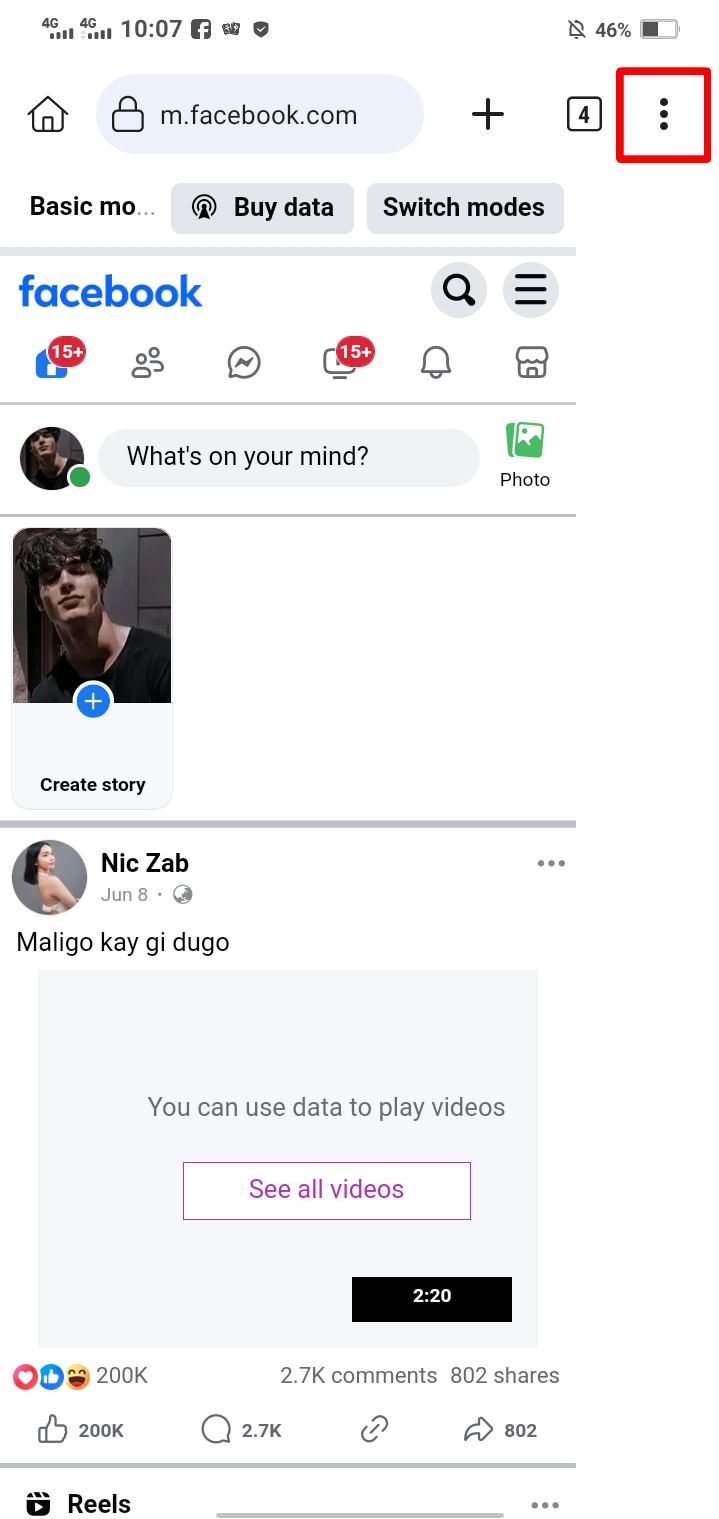 4G 4G 10:07 46%
m.facebook.com 4
Basic mo... Buy data Switch modes
facebook
15+ 15+
What's on your mind?
Photo
Create story
Nic Zab
Jun 8 ·
Maligo kay gi dugo
You can use data to play videos
See all videos
2:20
200K 2.7K comments 802 shares
200K 2.7K 802
Reels